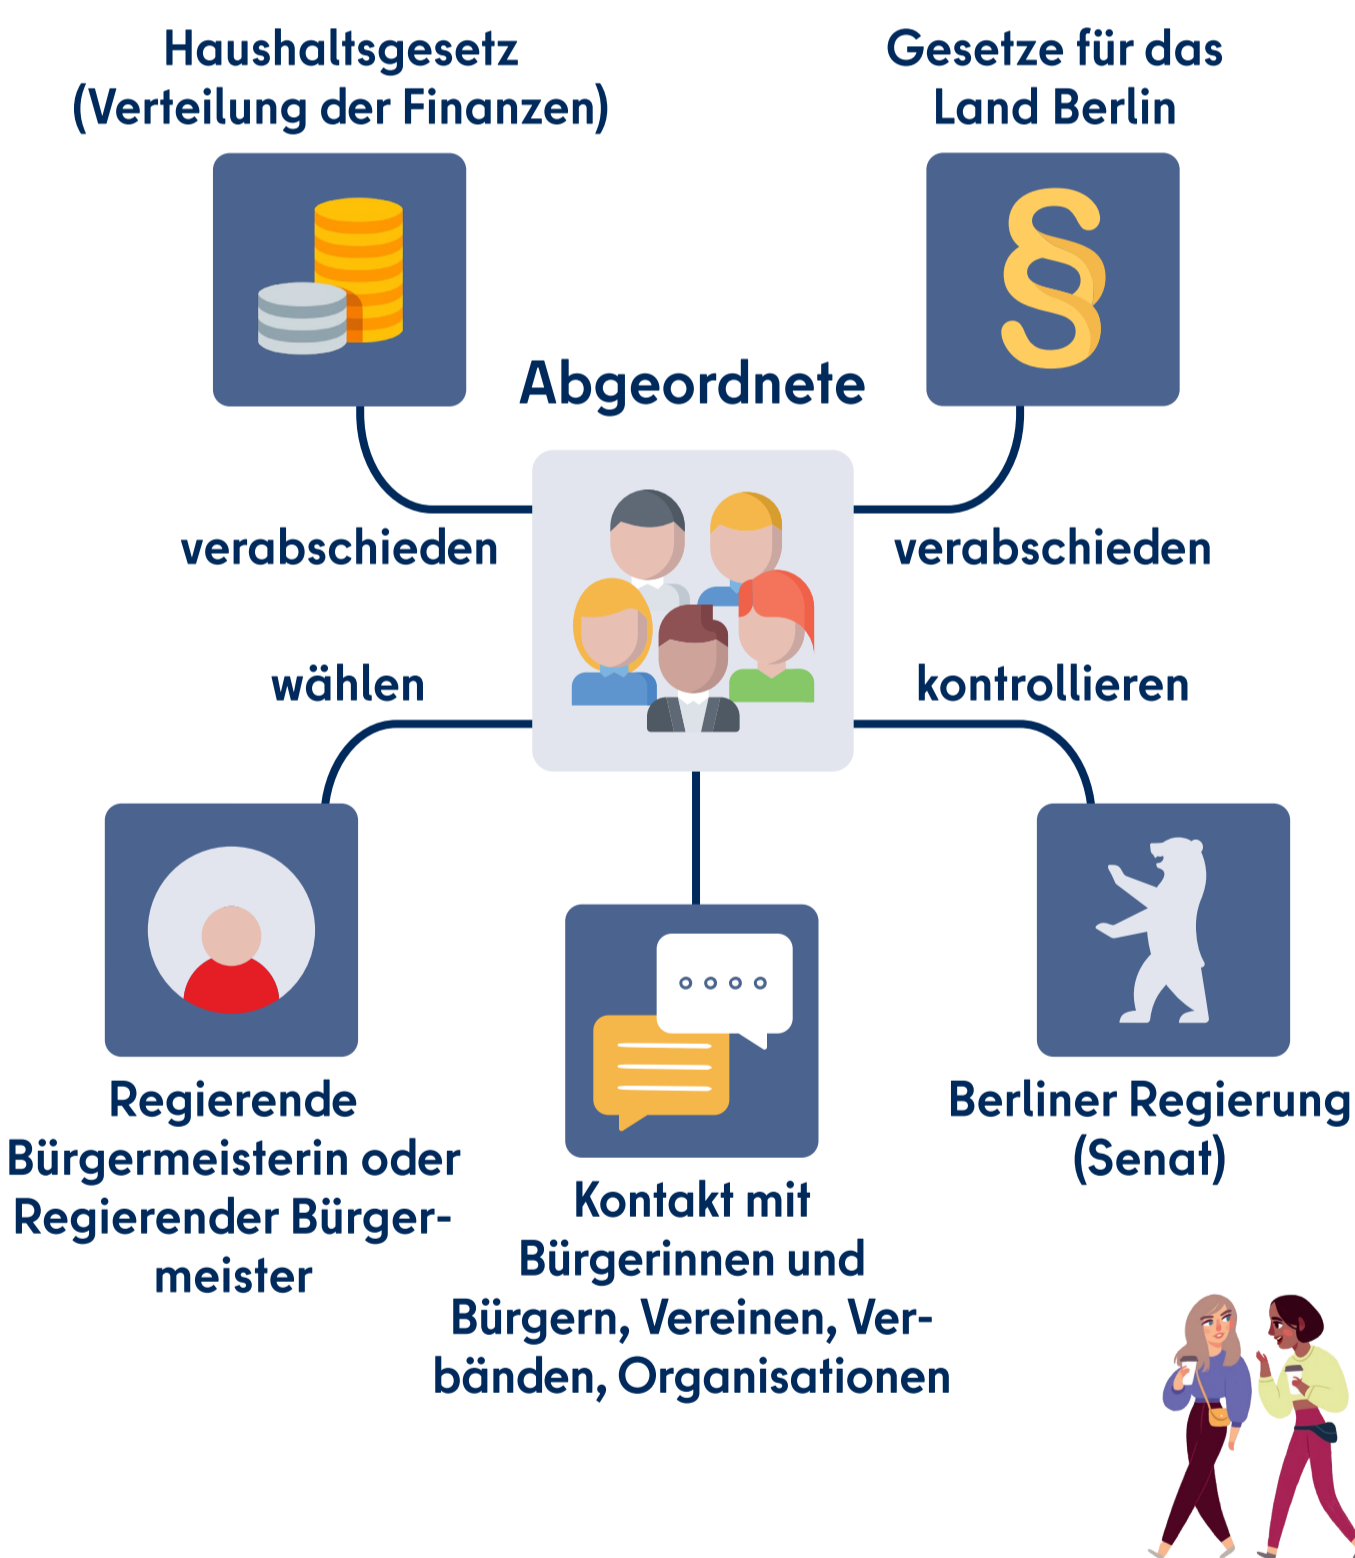 Haushaltsgesetz
(Verteilung der Finanzen)
Gesetze für das
Land Berlin
Abgeordnete
verabschieden
verabschieden
wählen
kontrollieren
Regierende
Bürgermeisterin oder
Regierender Bürger-
meister
Kontakt mit
Bürgerinnen und
Bürgern, Vereinen, Ver-
bänden, Organisationen
Berliner Regierung
(Senat)